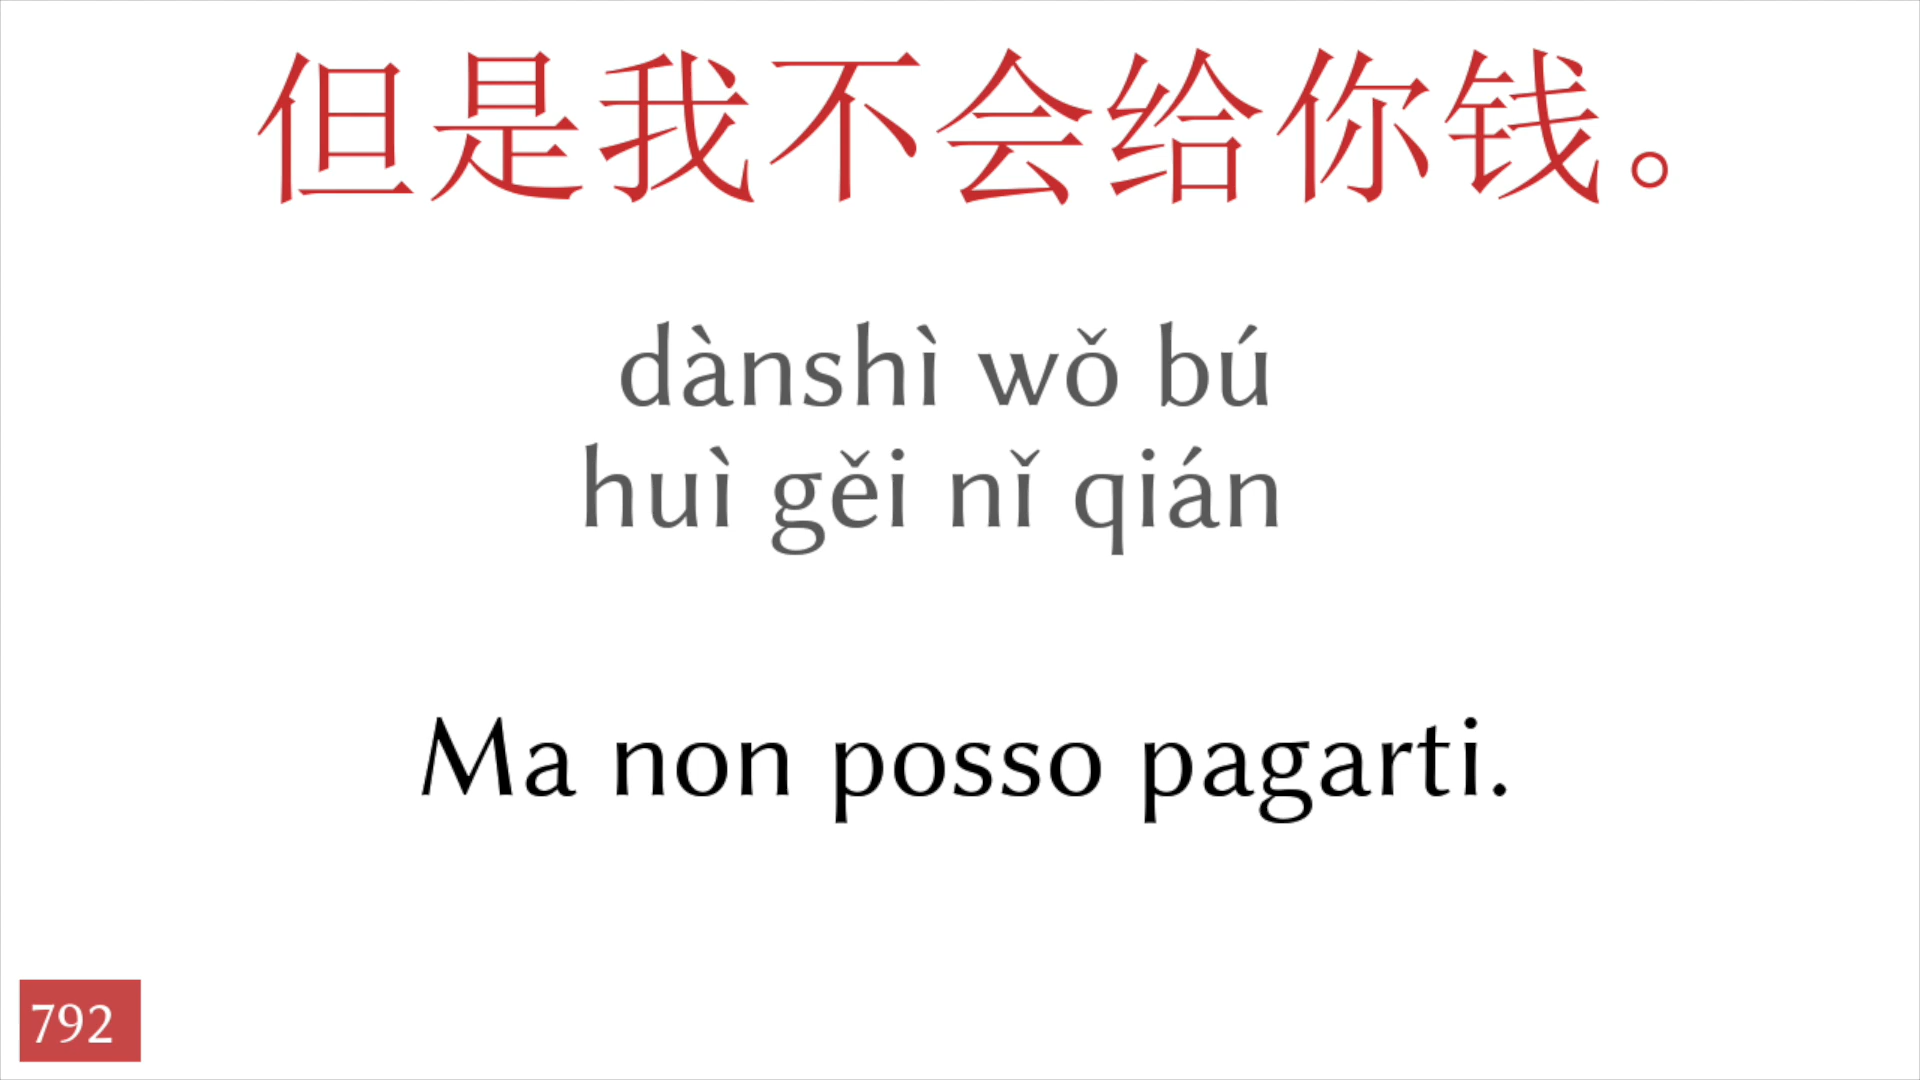 但是我不会给你钱。
dànshì wǒ bú
huì gěi nǐ qián
Ma non posso pagarti.
792